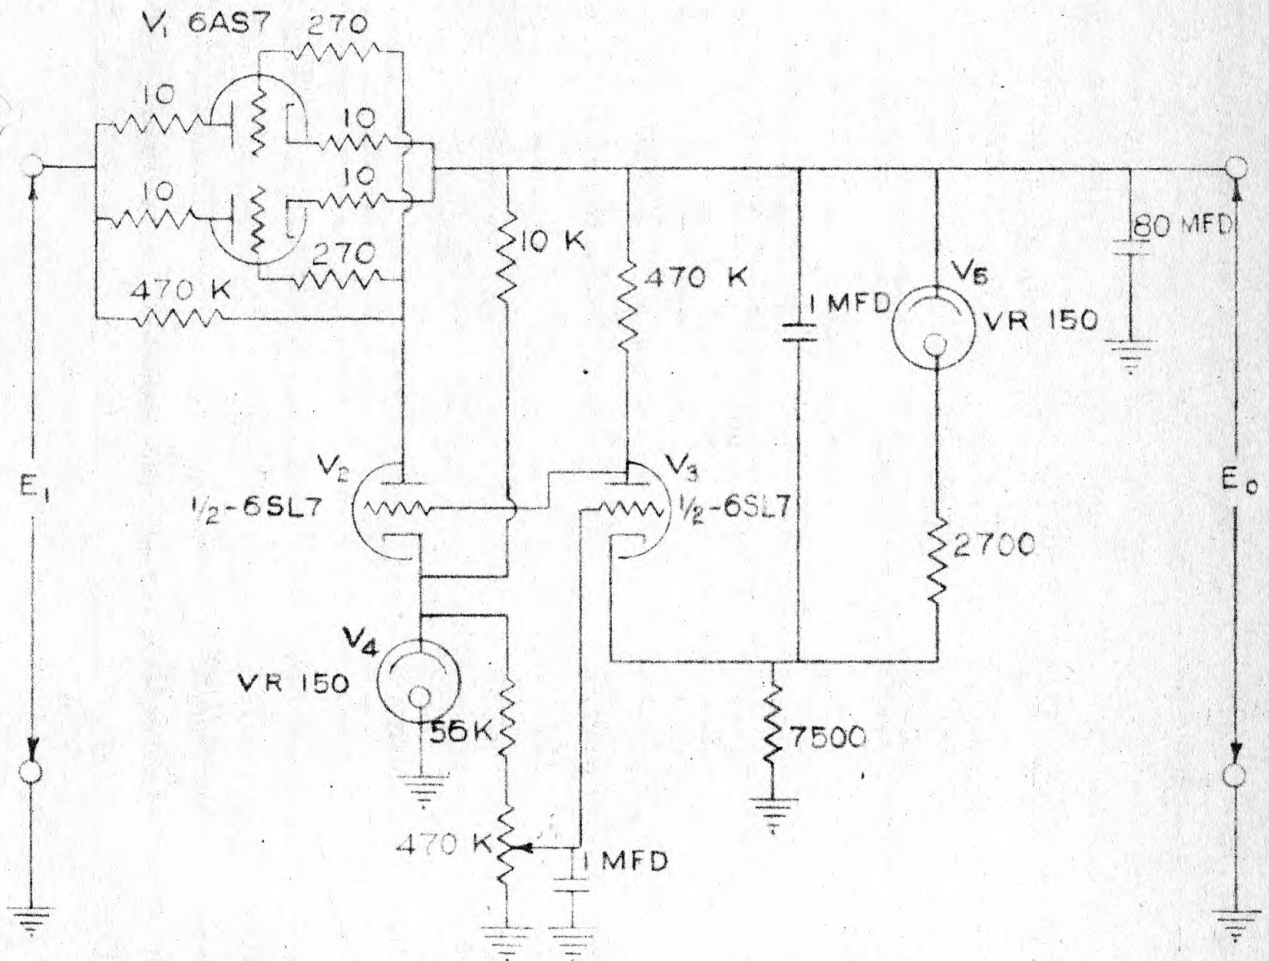 V₁ 6AS7
270
10
10
10
10
270
470 K
10 K
470 K
1 MFD
V₅
VR 150
80 MFD
E₁
V₂
½-6SL7
V₃
½-6SL7
E₀
2700
V₄
VR 150
56K
7500
470 K
1 MFD